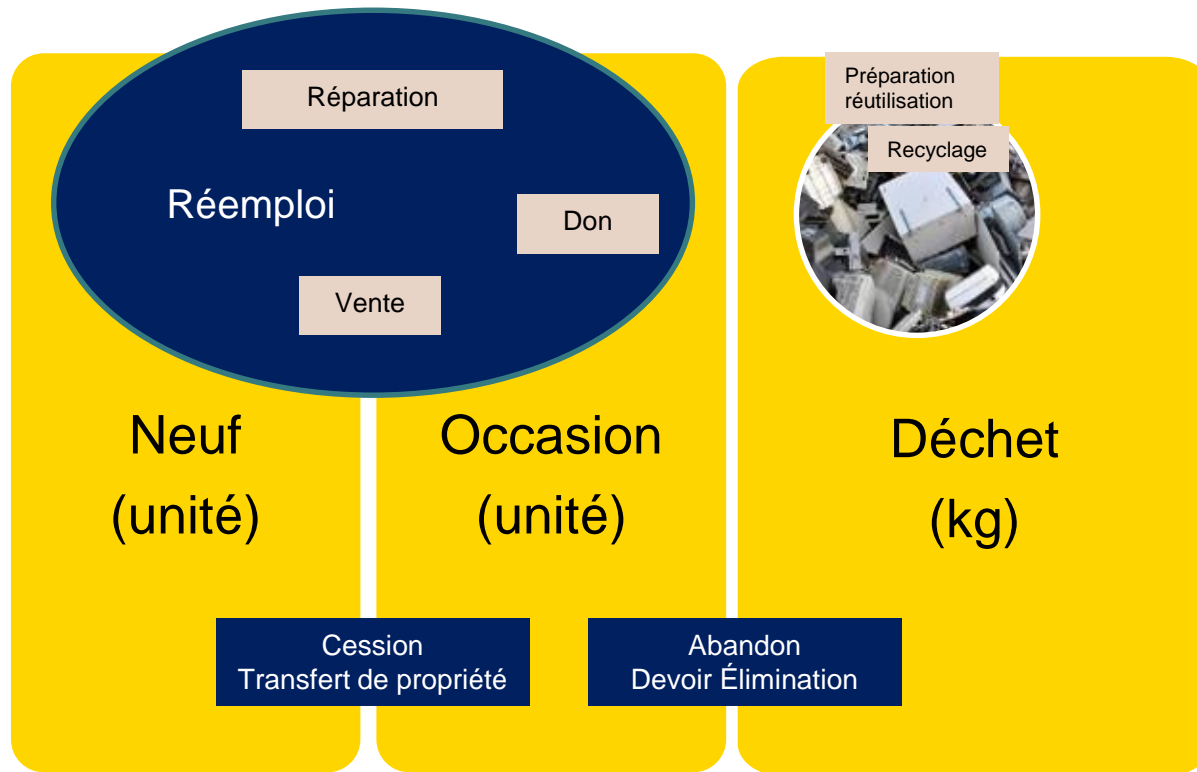 Réparation
Réemploi
Don
Vente
Préparation
réutilisation
Recyclage
Neuf
(unité)
Occasion
(unité)
Déchet
(kg)
Cession
Transfert de propriété
Abandon
Devoir Élimination